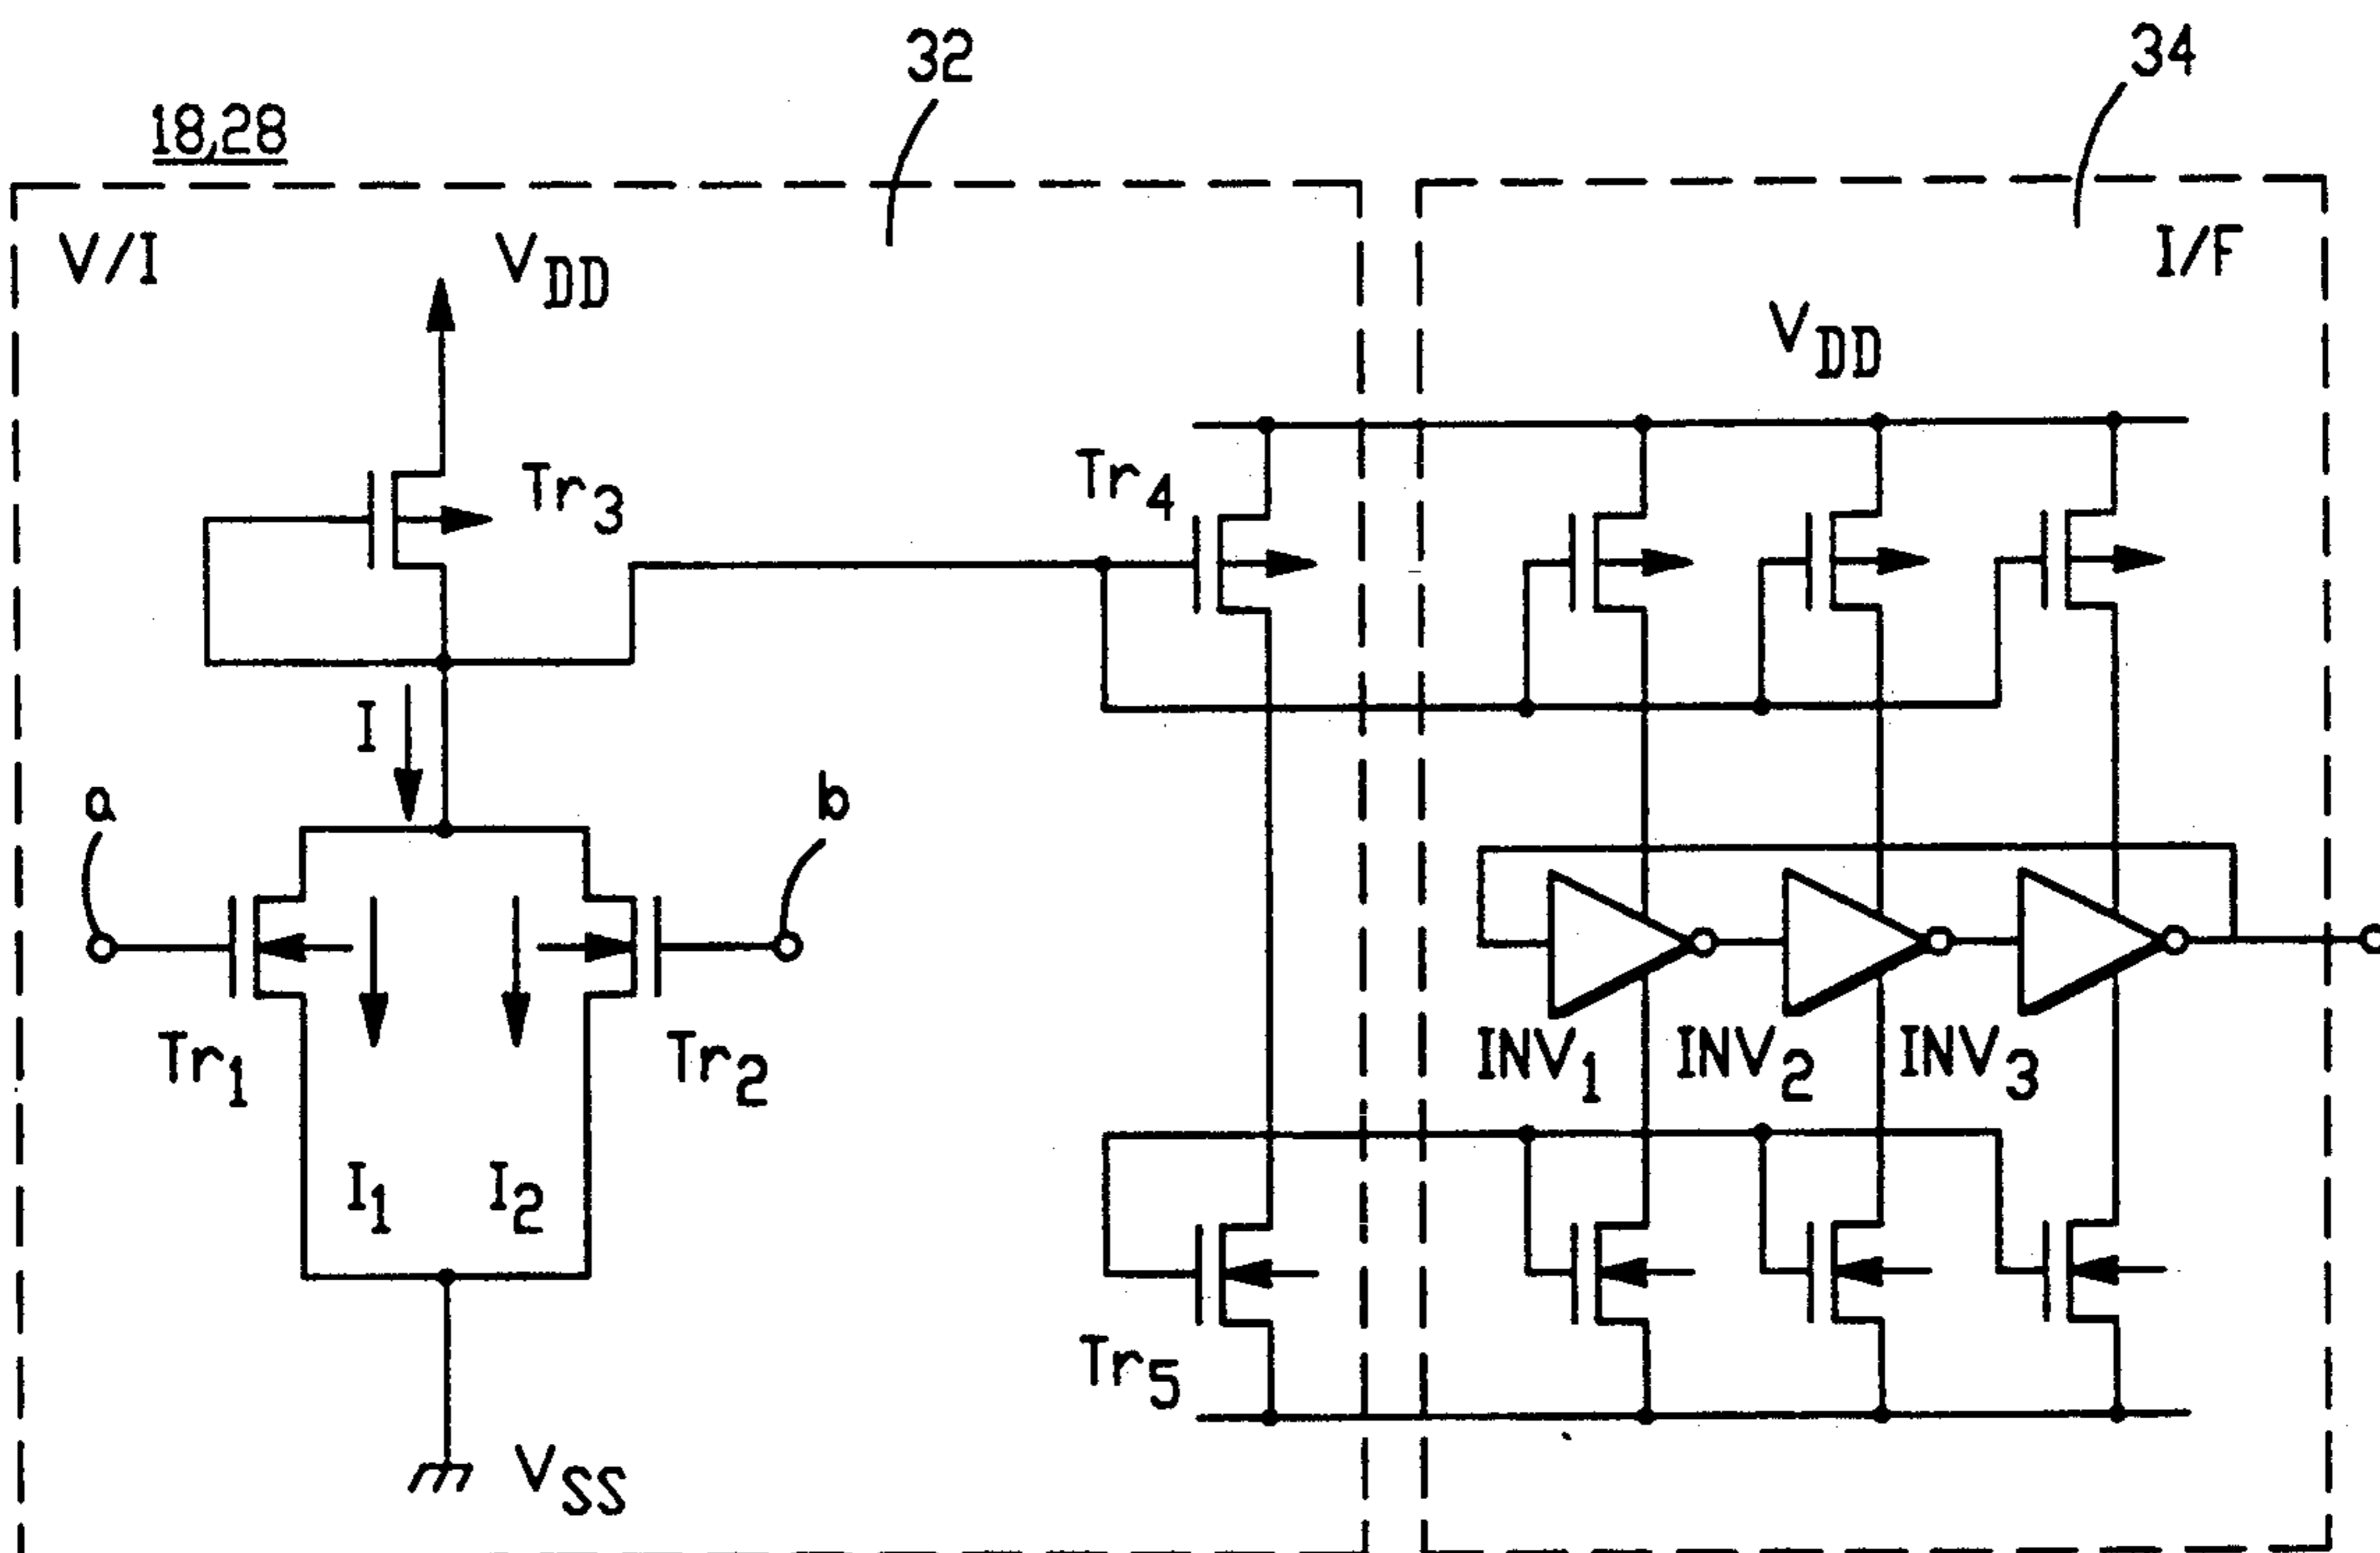 32
34
18,28
V/I
VDD
I/F
VDD
Tr3
Tr4
I
a
b
Tr1
Tr2
INV1
INV2
INV3
I1
I2
Tr5
VSS